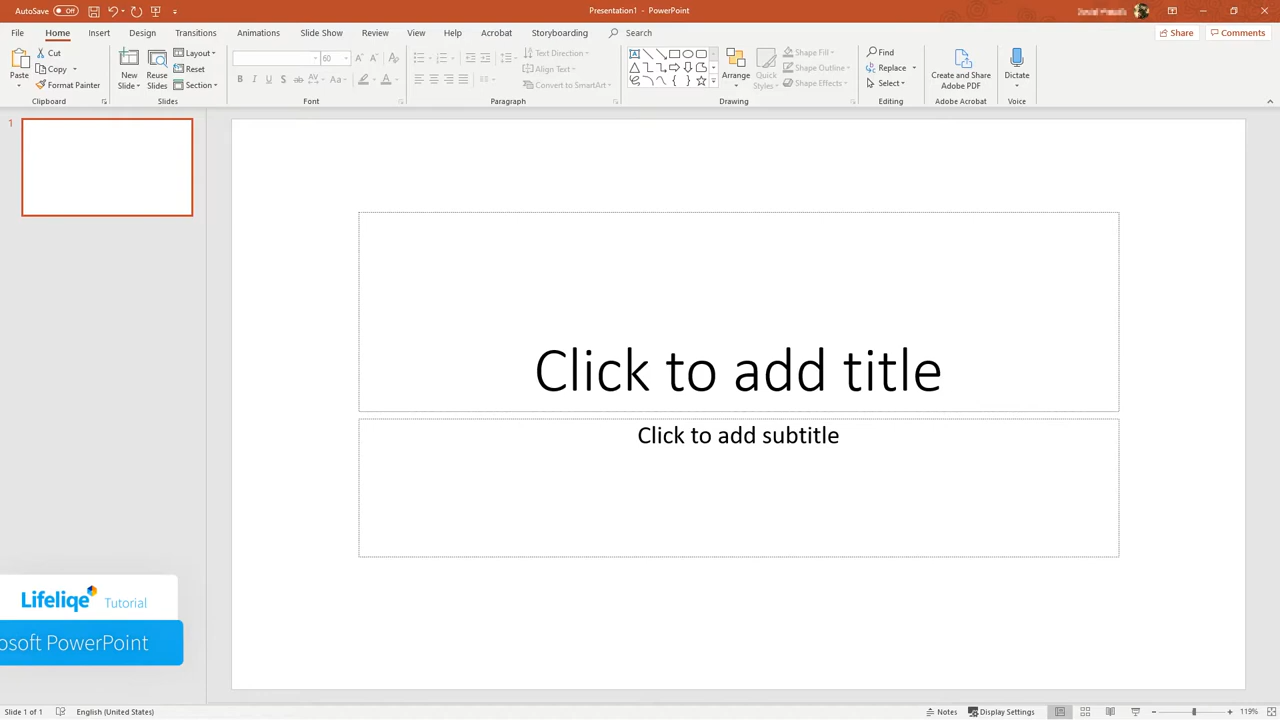 AutoSave Off
Presentation1 - PowerPoint
File Home Insert Design Transitions Animations Slide Show Review View Help Acrobat Storyboarding Search
Share Comments
Paste
Cut
Copy
Format Painter
Clipboard
New Slide
Reuse Slides
Layout
Reset
Section
Slides
60
Font
Text Direction
Align Text
Convert to SmartArt
Paragraph
Arrange
Quick Styles
Shape Fill
Shape Outline
Shape Effects
Drawing
Find
Replace
Select
Editing
Create and Share Adobe PDF
Adobe Acrobat
Dictate
Voice
1
Click to add title
Click to add subtitle
Lifeliqe Tutorial
osoft PowerPoint
Slide 1 of 1 English (United States) Notes Display Settings 119%